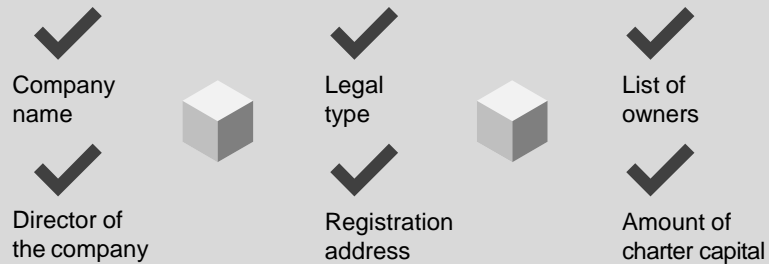 Company
name
Legal
type
List of
owners
Director of
the company
Registration
address
Amount of
charter capital